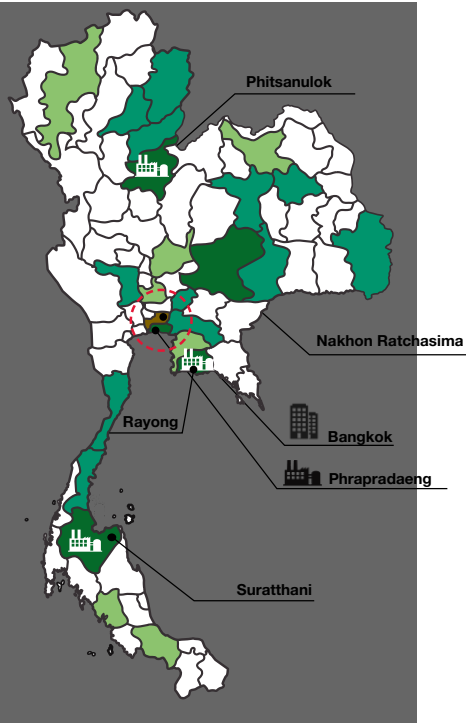 Phitsanulok
Nakhon Ratchasima
Rayong
Bangkok
Phrapradaeng
Suratthani